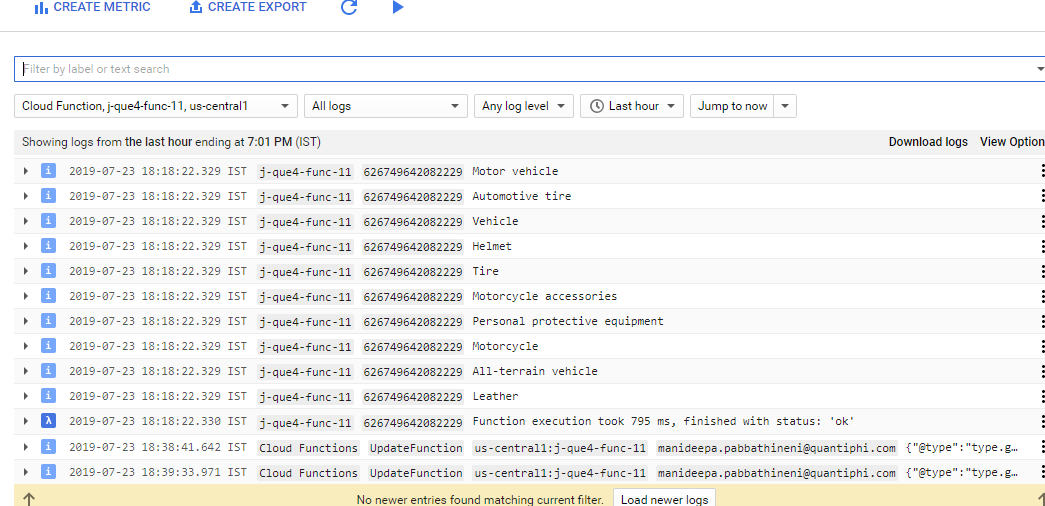 CREATE METRIC CREATE EXPORT
Filter by label or text search
Cloud Function, j-que4-func-11, us-central1 All logs Any log level Last hour Jump to now
Showing logs from the last hour ending at 7:01 PM (IST) Download logs View Option
i 2019-07-23 18:18:22.329 IST j-que4-func-11 626749642082229 Motor vehicle
i 2019-07-23 18:18:22.329 IST j-que4-func-11 626749642082229 Automotive tire
i 2019-07-23 18:18:22.329 IST j-que4-func-11 626749642082229 Vehicle
i 2019-07-23 18:18:22.329 IST j-que4-func-11 626749642082229 Helmet
i 2019-07-23 18:18:22.329 IST j-que4-func-11 626749642082229 Tire
i 2019-07-23 18:18:22.329 IST j-que4-func-11 626749642082229 Motorcycle accessories
i 2019-07-23 18:18:22.329 IST j-que4-func-11 626749642082229 Personal protective equipment
i 2019-07-23 18:18:22.329 IST j-que4-func-11 626749642082229 Motorcycle
i 2019-07-23 18:18:22.329 IST j-que4-func-11 626749642082229 All-terrain vehicle
i 2019-07-23 18:18:22.329 IST j-que4-func-11 626749642082229 Leather
λ 2019-07-23 18:18:22.330 IST j-que4-func-11 626749642082229 Function execution took 795 ms, finished with status: 'ok'
i 2019-07-23 18:38:41.642 IST Cloud Functions UpdateFunction us-central1:j-que4-func-11 manideepa.pabbathineni@quantiphi.com {"@type":"type.g…
i 2019-07-23 18:39:33.971 IST Cloud Functions UpdateFunction us-central1:j-que4-func-11 manideepa.pabbathineni@quantiphi.com {"@type":"type.g…
No newer entries found matching current filter. Load newer logs